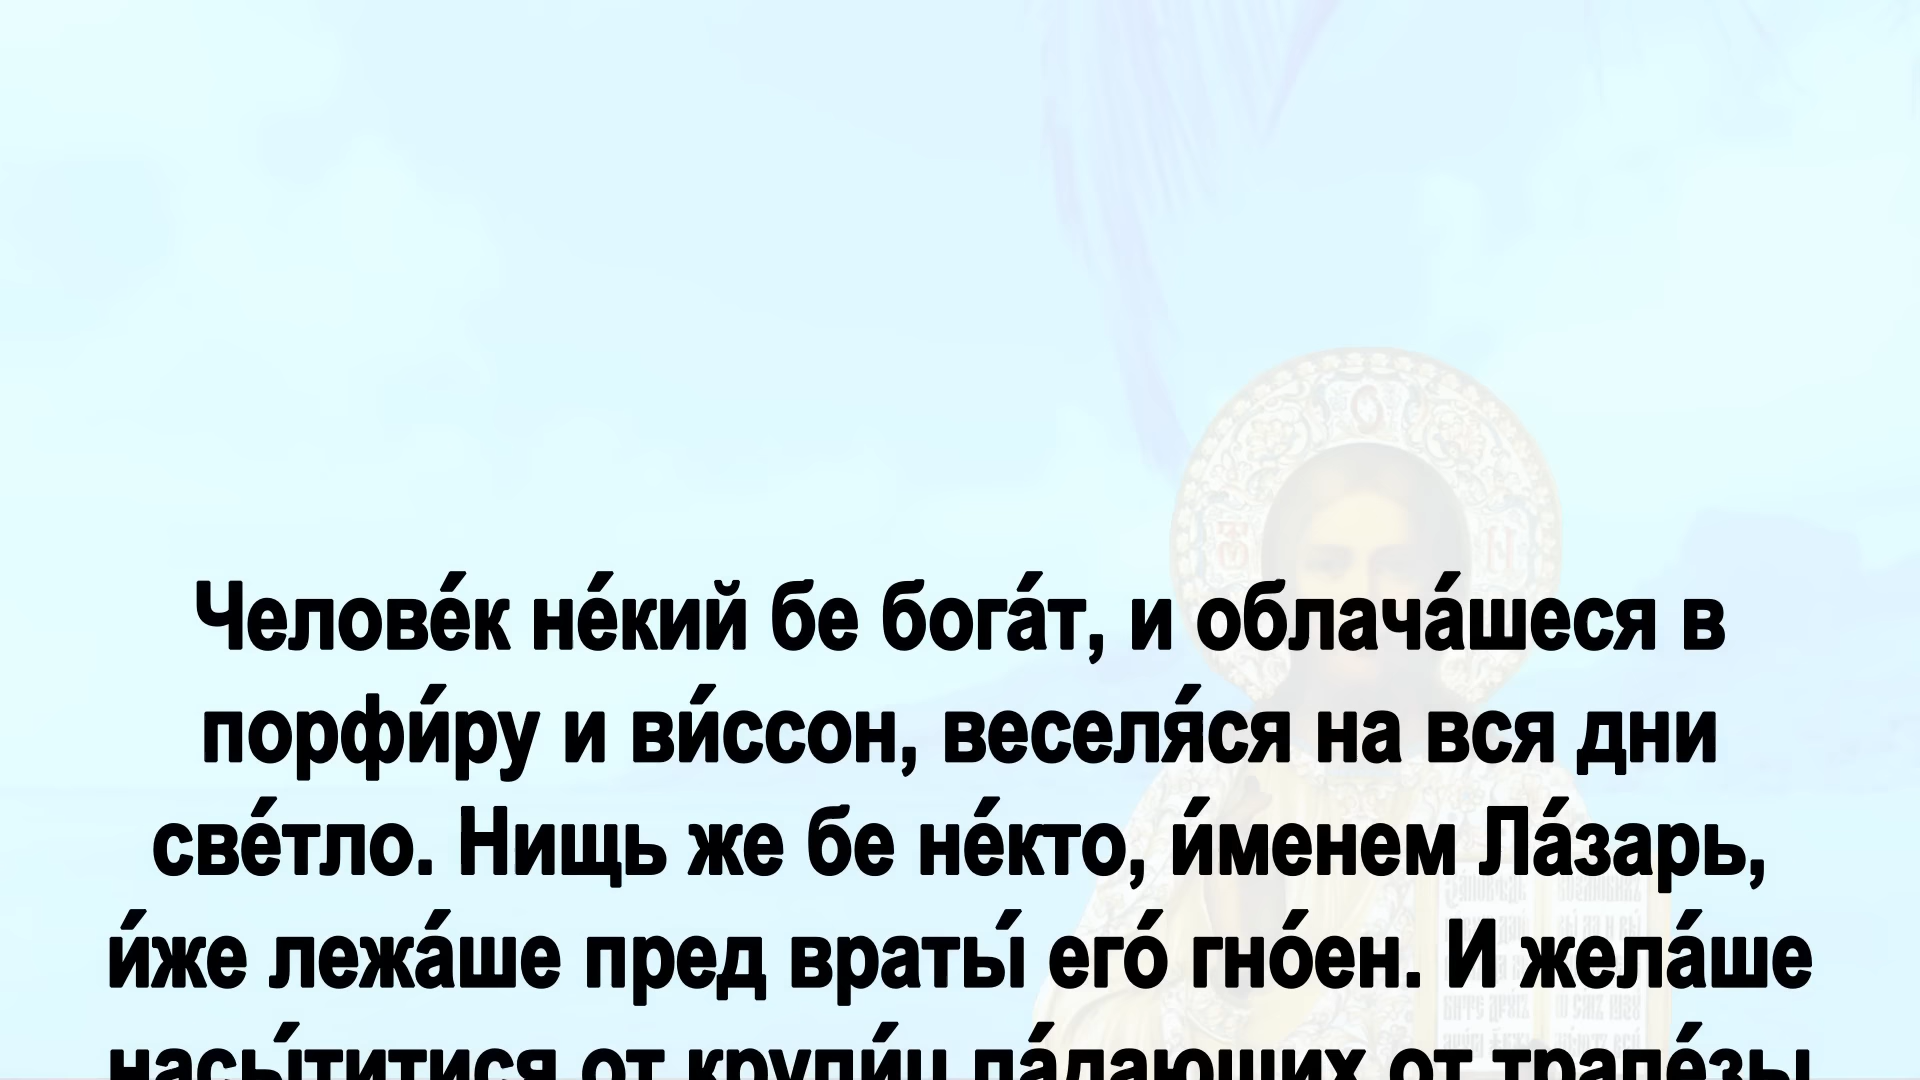 Челове́к не́кий бе бога́т, и облача́шеся в
порфи́ру и ви́ссон, веселя́ся на вся дни
све́тло. Нищь же бе не́кто, и́менем Ла́зарь,
и́же лежа́ше пред враты́ его́ гно́ен. И жела́ше
насы́титися от крупи́ц па́дающих от трапе́зы